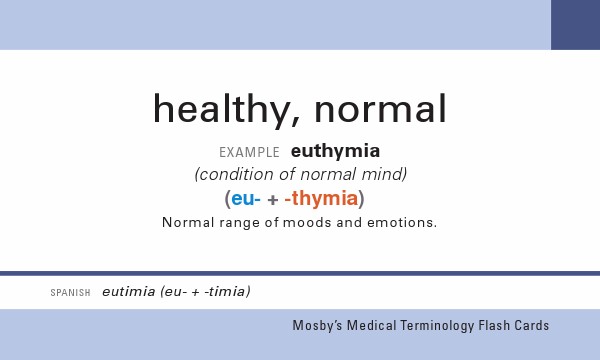 healthy, normal
EXAMPLE euthymia
(condition of normal mind)
(eu- + -thymia)
Normal range of moods and emotions.
SPANISH eutimia (eu- + -timia)
Mosby's Medical Terminology Flash Cards